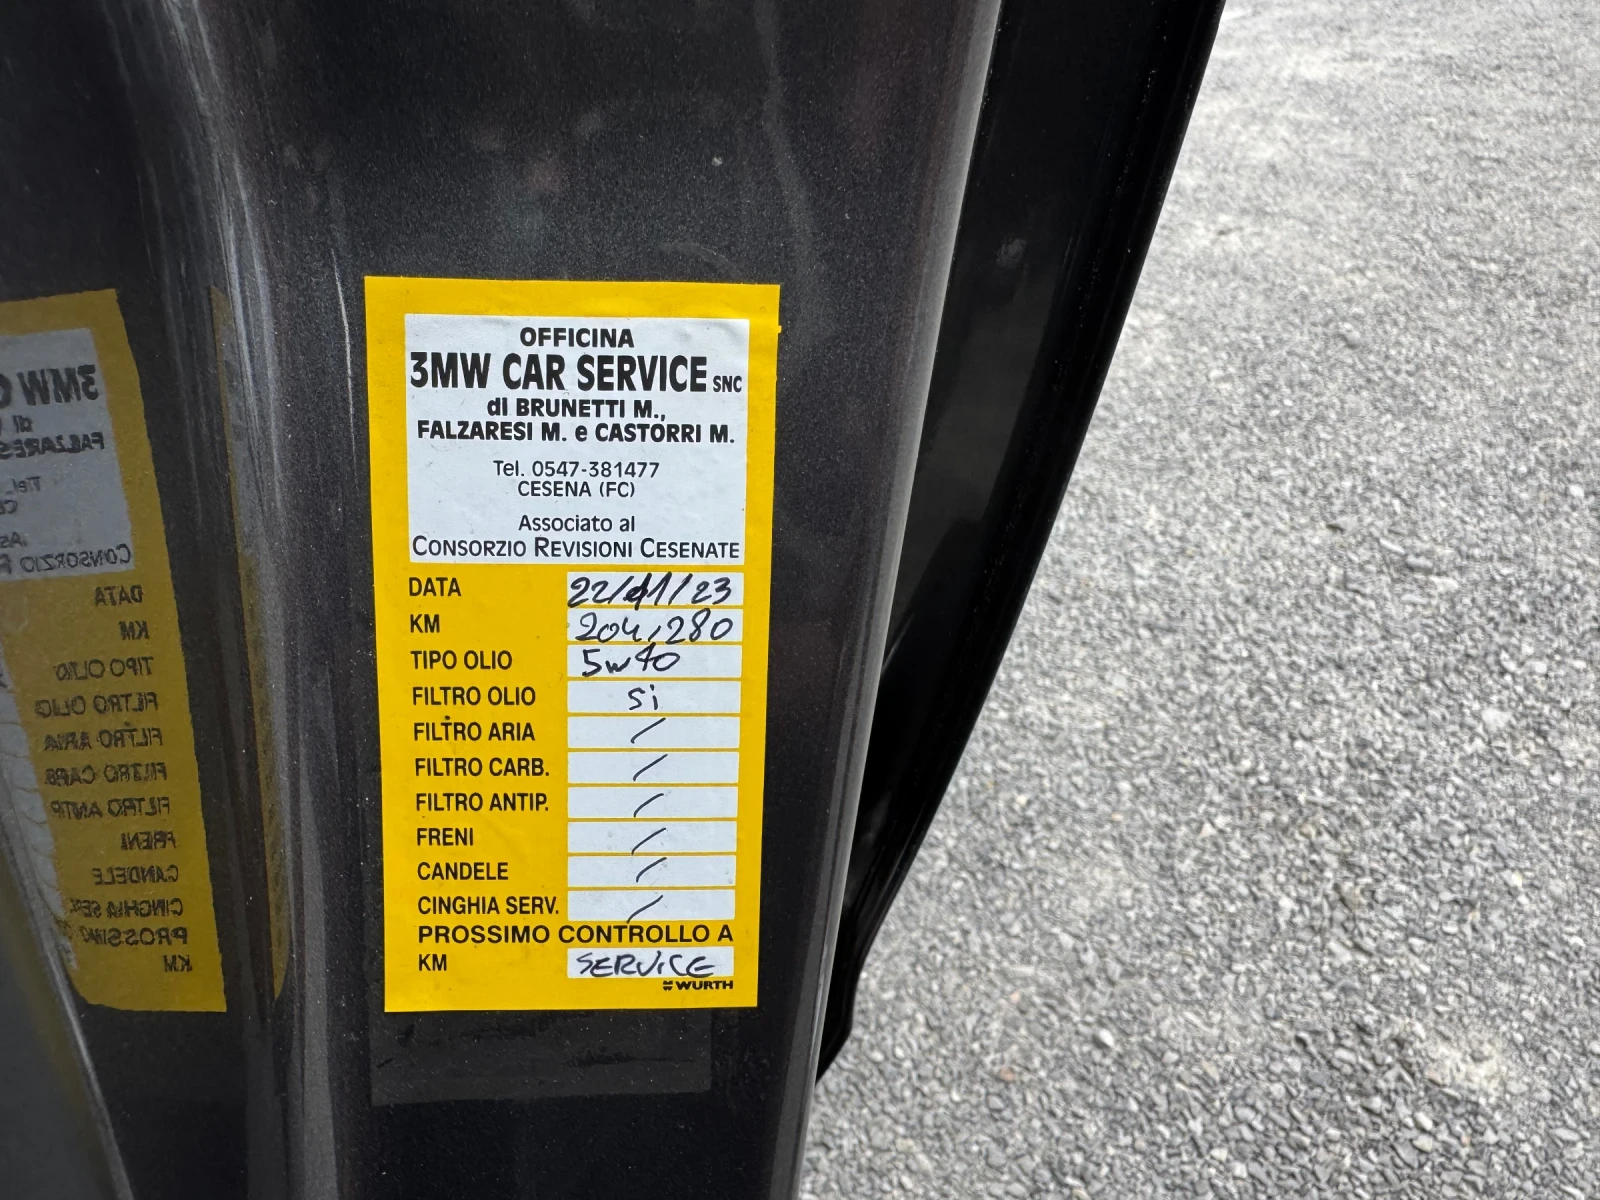 OFFICINA
3MW CAR SERVICE SNC
di BRUNETTI M.,
FALZARESI M. e CASTORRI M.
Tel. 0547-381477
CESENA (FC)
Associato al
CONSORZIO REVISIONI CESENATE
DATA 22/11/23
KM 204,280
TIPO OLIO 5w40
FILTRO OLIO si
FILTRO ARIA /
FILTRO CARB. /
FILTRO ANTIP. /
FRENI /
CANDELE /
CINGHIA SERV. /
PROSSIMO CONTROLLO A
KM SERVICE
WURTH